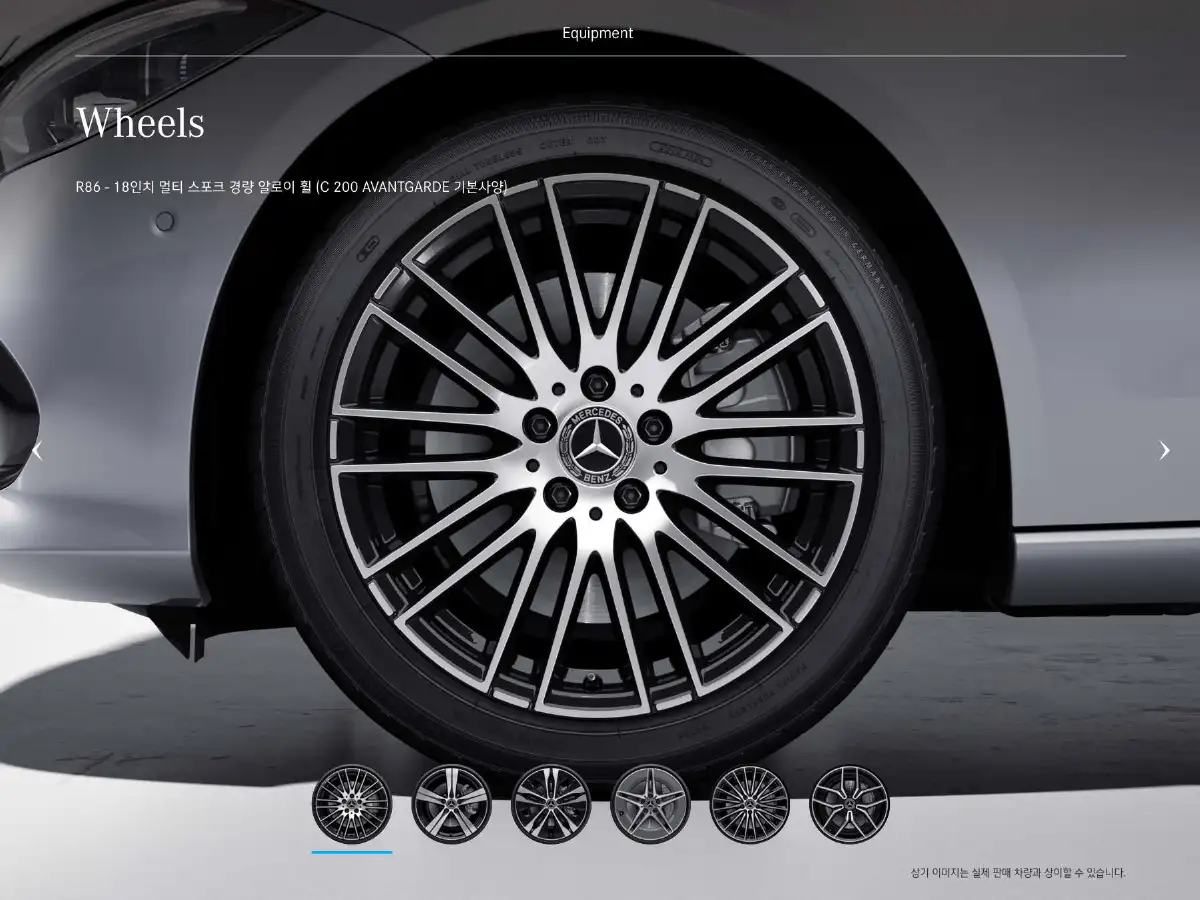 Equipment
Wheels
R86 - 18인치 멀티 스포크 경량 알로이 휠 (C 200 AVANTGARDE 기본사양)
MERCEDES
BENZ
상기 이미지는 실제 판매 차량과 상이할 수 있습니다.